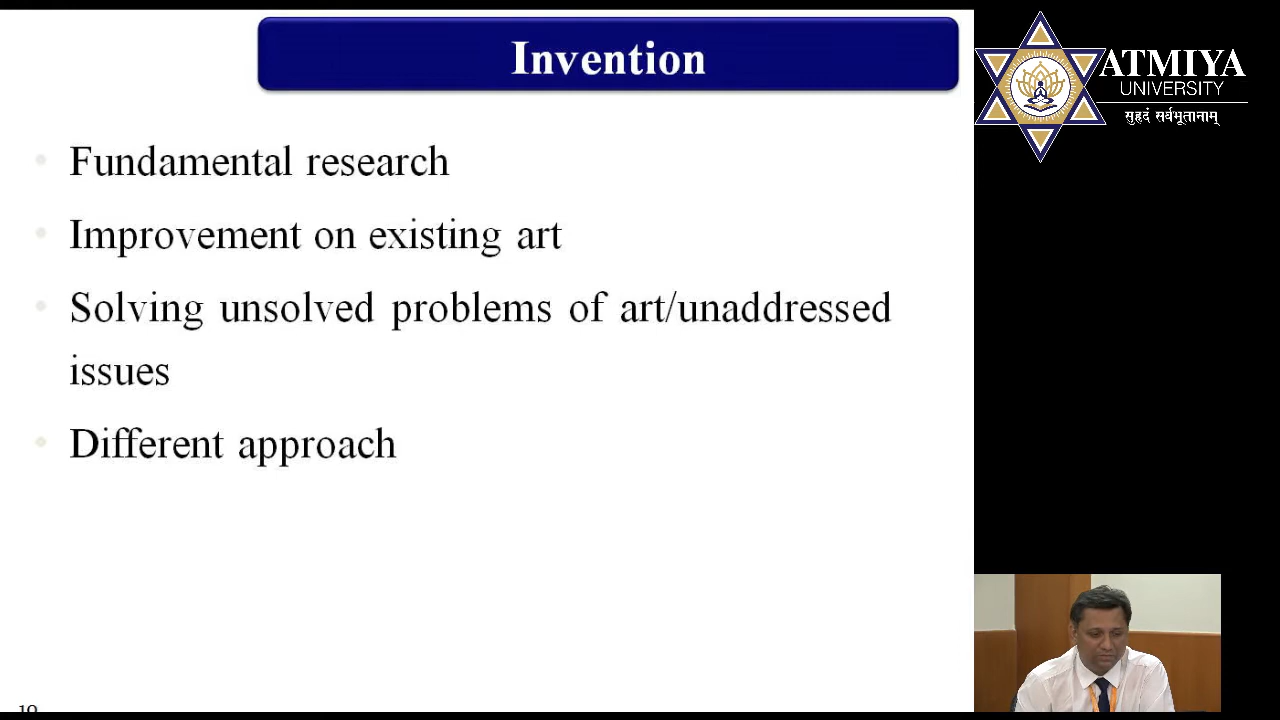 Invention
Fundamental research
Improvement on existing art
Solving unsolved problems of art/unaddressed
issues
Different approach
ATMIYA
UNIVERSITY
सुहृदं सर्वभूतानाम्